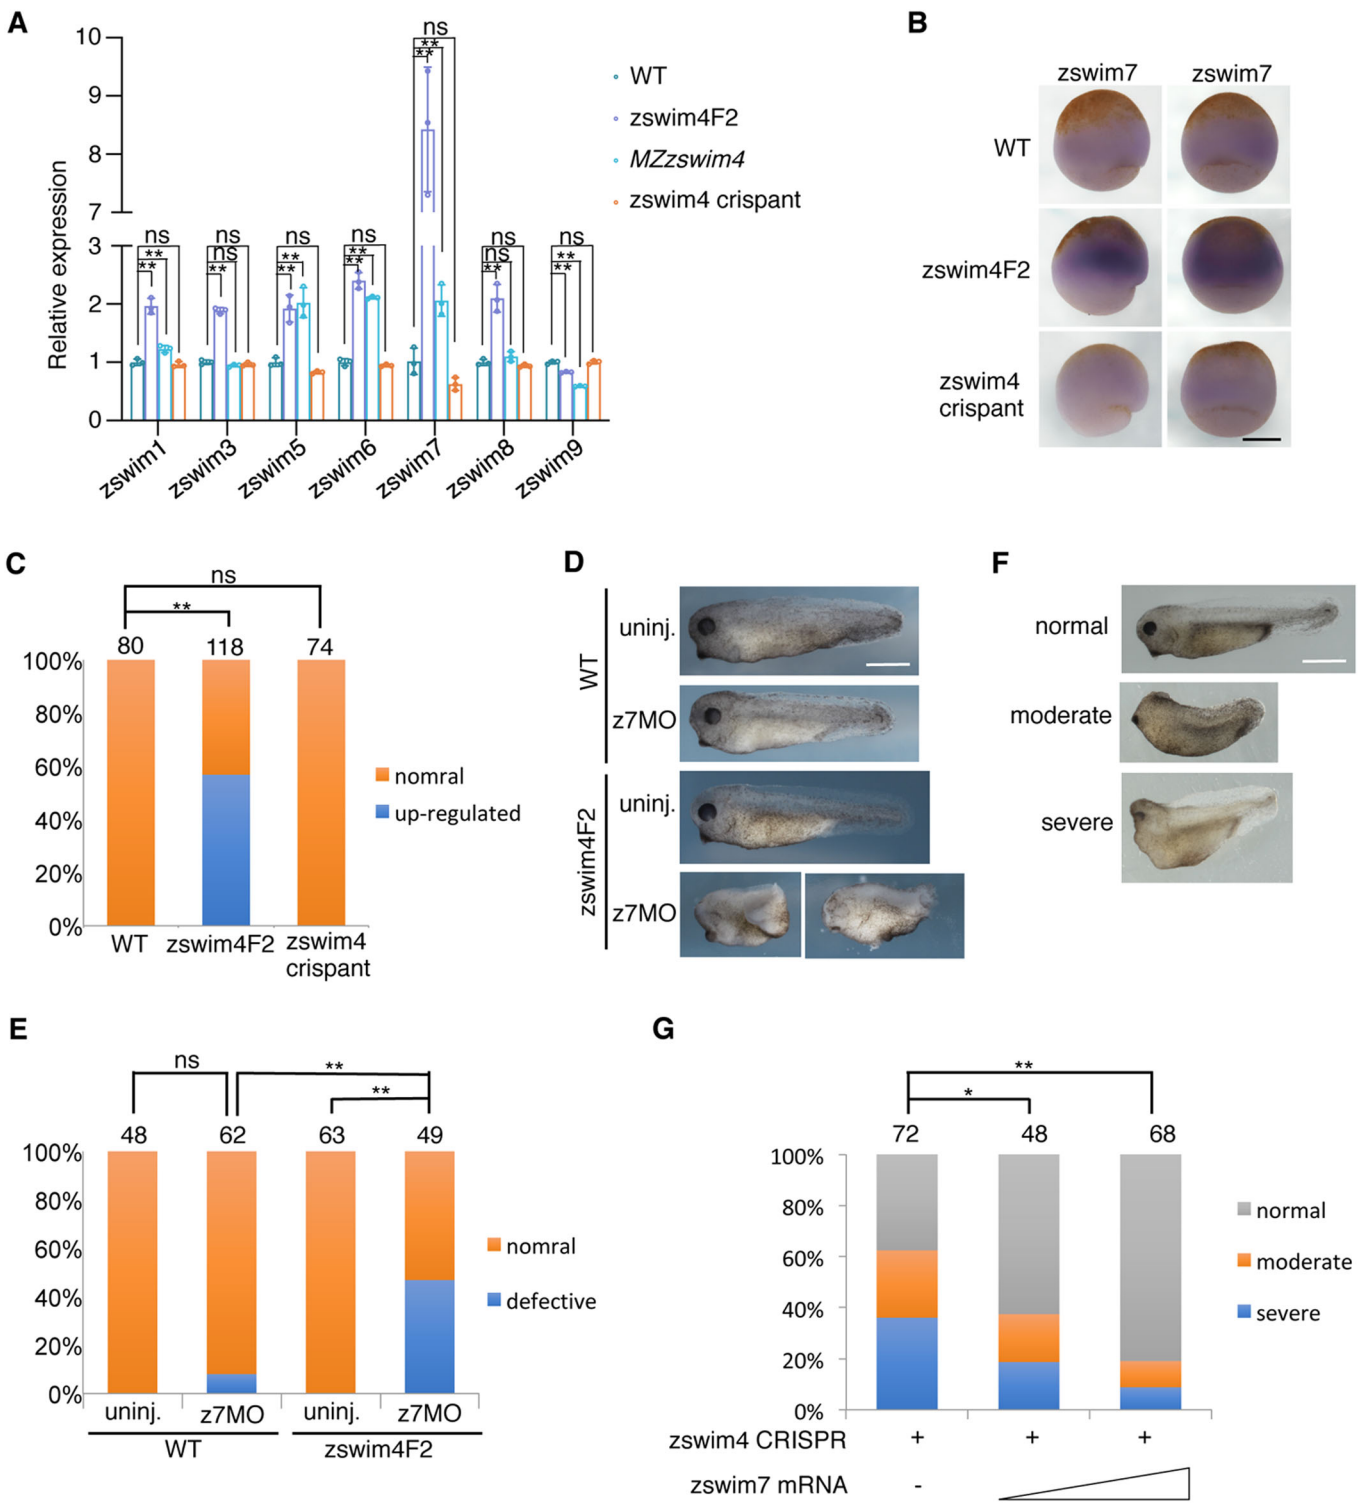 A
10
9
8
7
3
2
1
0
Relative expression
ns
**
**
ns
**
**
ns
ns
**
ns
**
**
ns
**
**
ns
ns
**
ns
**
**
zswim1
zswim3
zswim5
zswim6
zswim7
zswim8
zswim9
WT
zswim4F2
MZzswim4
zswim4 crispant
B
zswim7 zswim7
WT
zswim4F2
zswim4
crispant
C
ns
**
80 118 74
100%
80%
60%
40%
20%
0%
WT zswim4F2 zswim4
crispant
nomral
up-regulated
D
WT
uninj.
z7MO
zswim4F2
uninj.
z7MO
F
normal
moderate
severe
E
ns
**
**
48 62 63 49
100%
80%
60%
40%
20%
0%
uninj. z7MO uninj. z7MO
WT zswim4F2
nomral
defective
G
**
*
72 48 68
100%
80%
60%
40%
20%
0%
normal
moderate
severe
zswim4 CRISPR + + +
zswim7 mRNA -